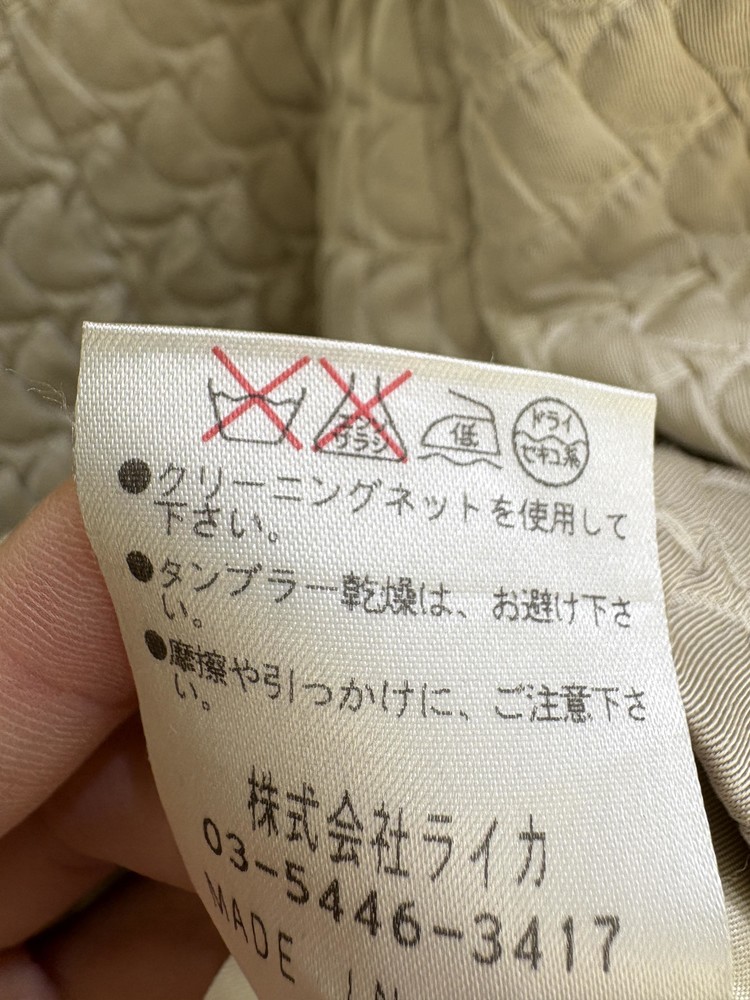 エンソ
サラシ
低
ドライ
セキユ系
●クリーニングネットを使用して
下さい。
●タンブラー乾燥は、お避け下さ
い。
●摩擦や引つかけに、ご注意下さ
い。
株式会社ライカ
03-5446-3417
MADE IN